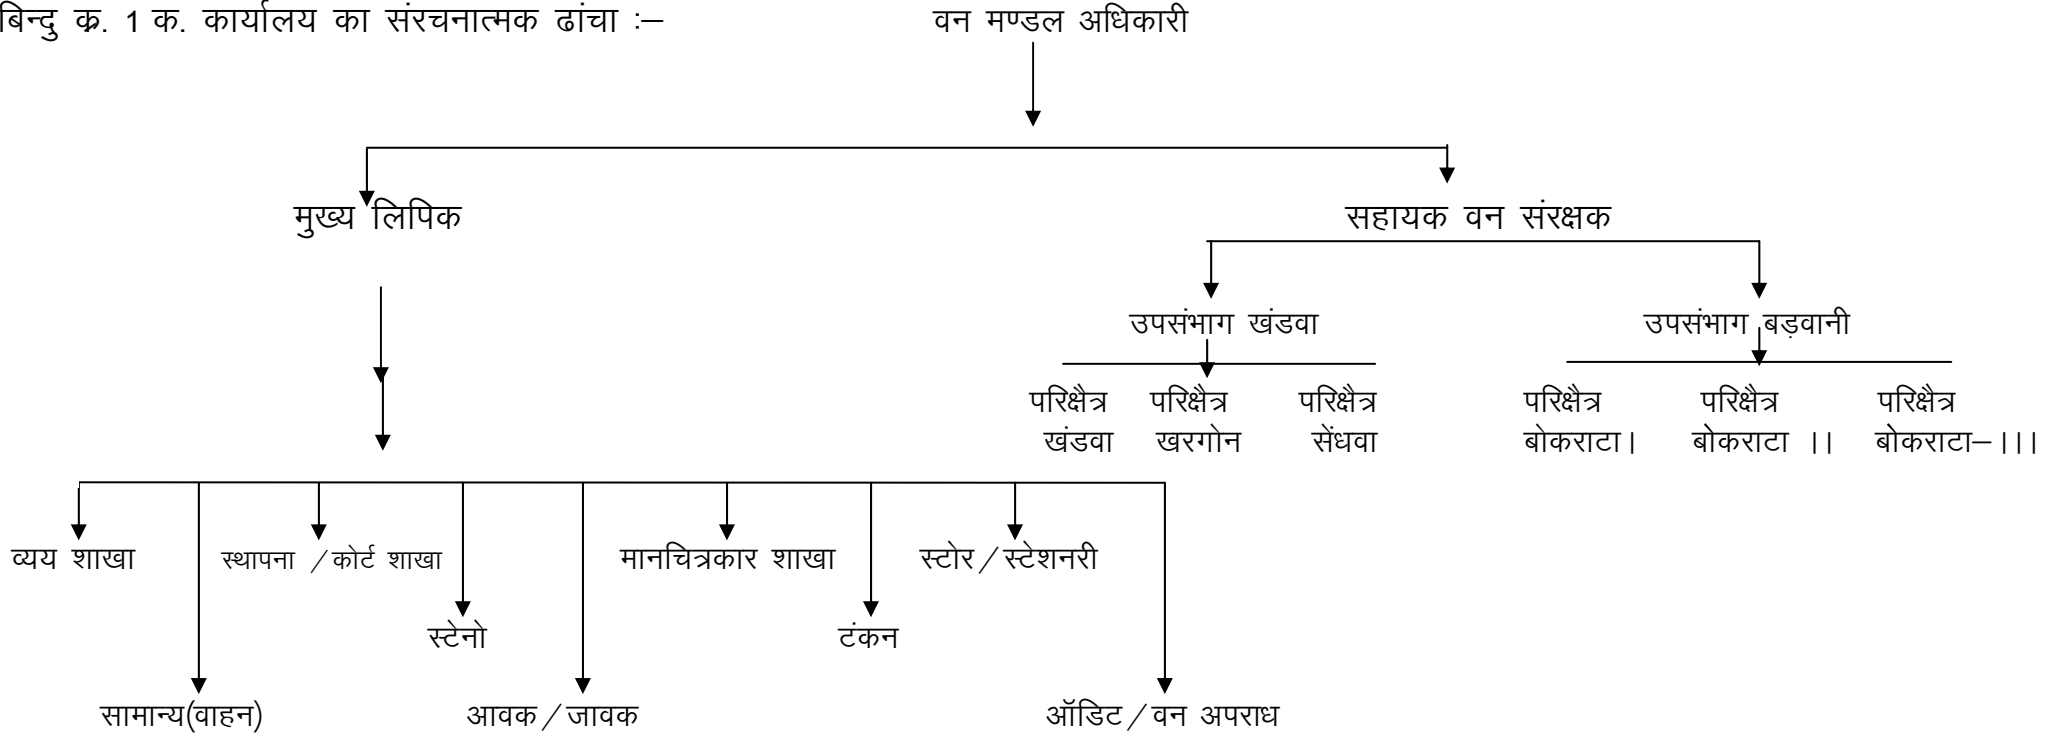 बिन्दु क्र. 1 क. कार्यालय का संरचनात्मक ढांचा :– वन मण्डल अधिकारी
मुख्य लिपिक सहायक वन संरक्षक
उपसंभाग खंडवा उपसंभाग बड़वानी
परिक्षैत्र परिक्षैत्र परिक्षैत्र परिक्षैत्र परिक्षैत्र परिक्षैत्र
खंडवा खरगोन सेंधवा बोकराटा। बोकराटा ।। बोकराटा–।।।
व्यय शाखा स्थापना /कोर्ट शाखा मानचित्रकार शाखा स्टोर/स्टेशनरी
स्टेनो टंकन
सामान्य(वाहन) आवक/जावक ऑडिट/वन अपराध